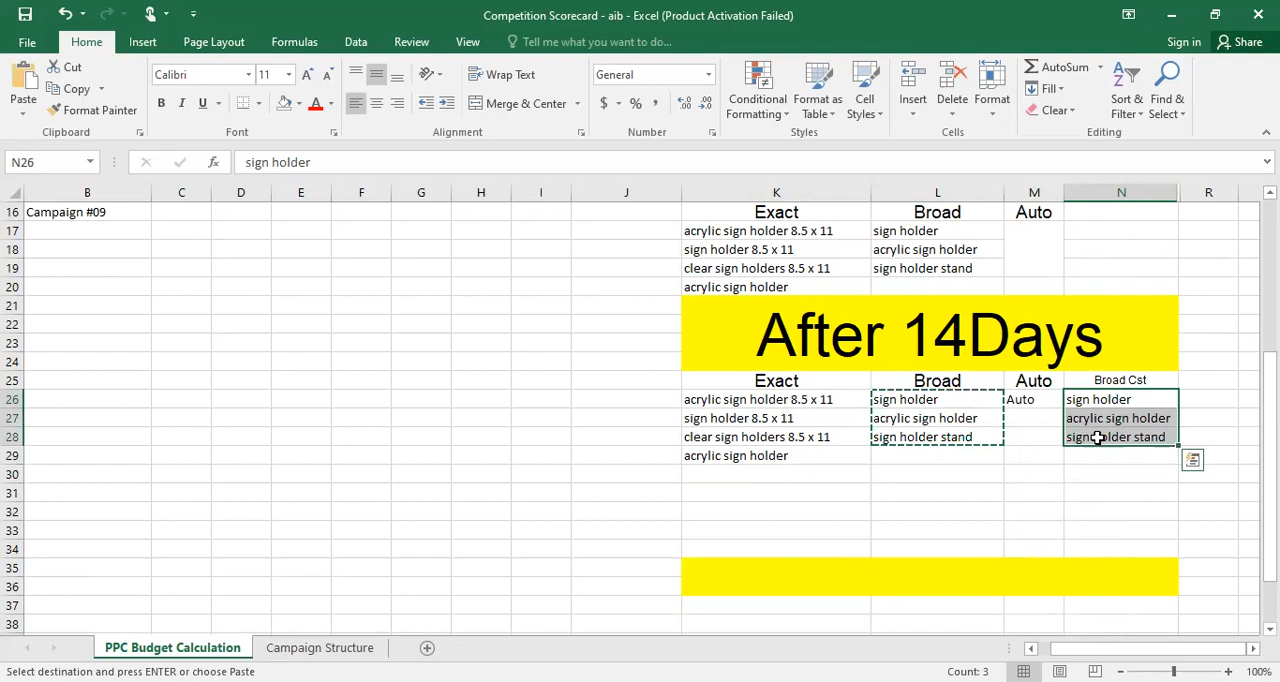 Competition Scorecard - aib - Excel (Product Activation Failed)
File Home Insert Page Layout Formulas Data Review View Tell me what you want to do... Sign in Share
Paste Cut Copy Format Painter Clipboard
Calibri 11 B I U Font
Wrap Text Merge & Center Alignment
General $ % , Number
Conditional Formatting Format as Table Cell Styles Styles
Insert Delete Format Cells
AutoSum Fill Clear Sort & Filter Find & Select Editing
N26 fx sign holder
B C D E F G H I J K L M N R
16 Campaign #09 Exact Broad Auto
17 acrylic sign holder 8.5 x 11 sign holder
18 sign holder 8.5 x 11 acrylic sign holder
19 clear sign holders 8.5 x 11 sign holder stand
20 acrylic sign holder
21
22 After 14Days
23
24
25 Exact Broad Auto Broad Cst
26 acrylic sign holder 8.5 x 11 sign holder Auto sign holder
27 sign holder 8.5 x 11 acrylic sign holder acrylic sign holder
28 clear sign holders 8.5 x 11 sign holder stand sign holder stand
29 acrylic sign holder
30
31
32
33
34
35
36
37
38
PPC Budget Calculation Campaign Structure
Select destination and press ENTER or choose Paste Count: 3 100%